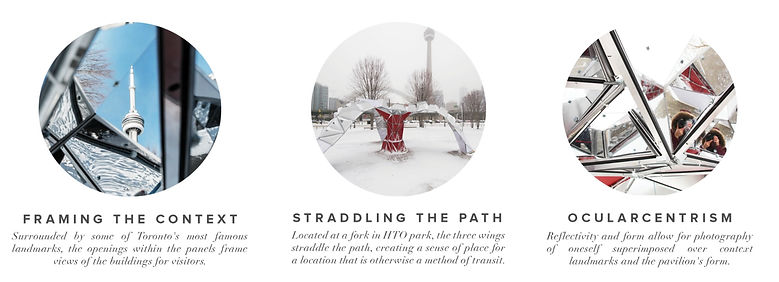 FRAMING THE CONTEXT
Surrounded by some of Toronto's most famous
landmarks, the openings within the panels frame
views of the buildings for visitors.
STRADDLING THE PATH
Located at a fork in HTO park, the three wings
straddle the path, creating a sense of place for
a location that is otherwise a method of transit.
OCULARCENTRISM
Reflectivity and form allow for photography
of oneself superimposed over context
landmarks and the pavilion's form.